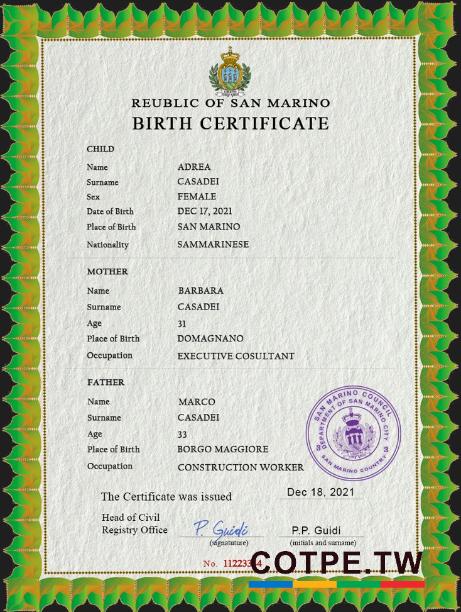 REUBLIC OF SAN MARINO
BIRTH CERTIFICATE
CHILD
Name ADREA
Surname CASADEI
Sex FEMALE
Date of Birth DEC 17, 2021
Place of Birth SAN MARINO
Nationality SAMMARINESE
MOTHER
Name BARBARA
Surname CASADEI
Age 31
Place of Birth DOMAGNANO
Occupation EXECUTIVE COSULTANT
FATHER
Name MARCO
Surname CASADEI
Age 33
Place of Birth BORGO MAGGIORE
Occupation CONSTRUCTION WORKER
SAN MARINO COUNCIL
DEPARTMENT OF SAN MARINO CITY
SAN MARINO COUNTRY
The Certificate was issued Dec 18, 2021
Head of Civil
Registry Office P. Guidi P.P. Guidi
(signature) (initials and surname)
No.
COTPE.TW